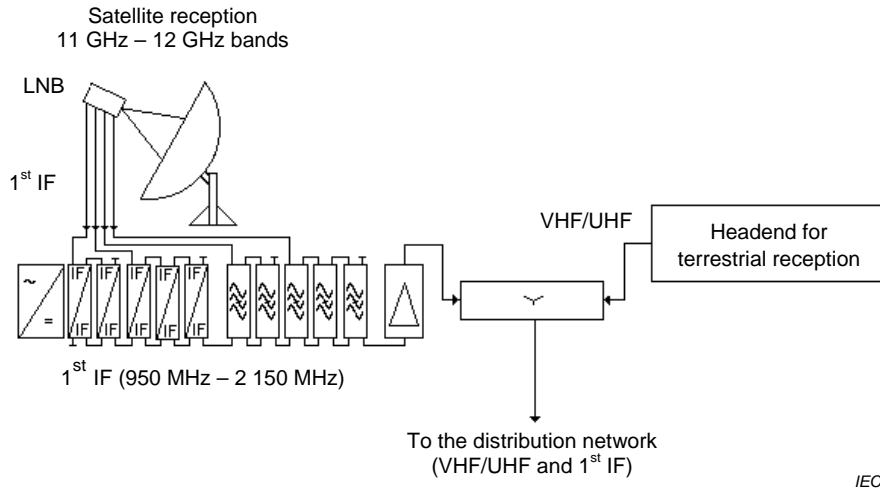 Satellite reception
11 GHz – 12 GHz bands
LNB
1st IF
VHF/UHF
Headend for
terrestrial reception
~
=
IF IF IF IF IF
IF IF IF IF IF
1st IF (950 MHz – 2 150 MHz)
To the distribution network
(VHF/UHF and 1st IF)
IEC